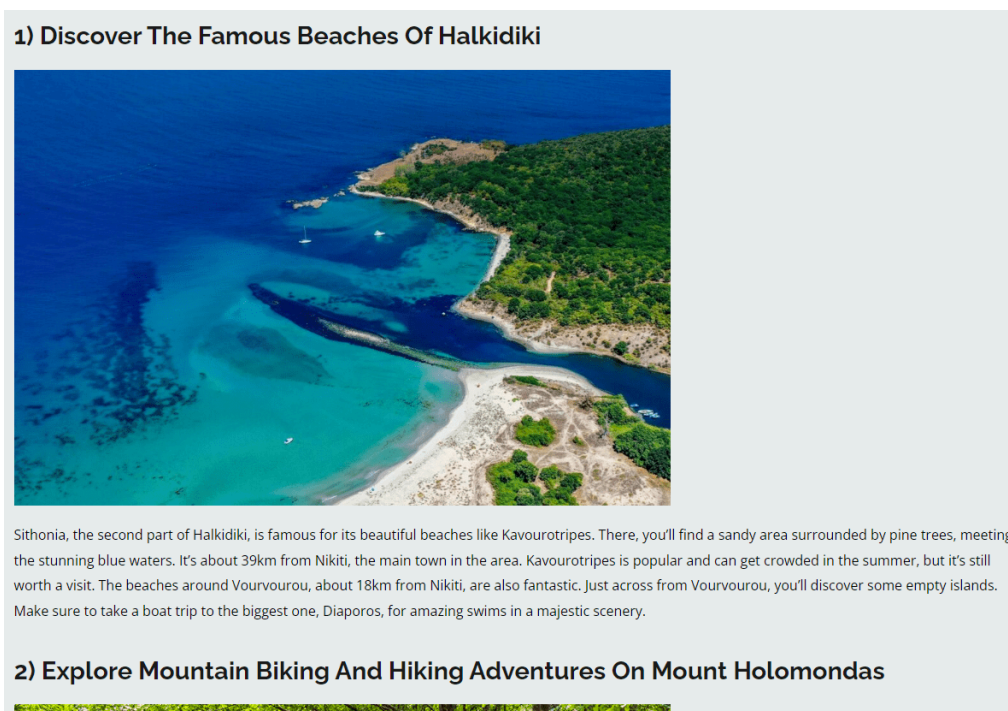 1) Discover The Famous Beaches Of Halkidiki
Sithonia, the second part of Halkidiki, is famous for its beautiful beaches like Kavourotripes. There, you’ll find a sandy area surrounded by pine trees, meeting
the stunning blue waters. It’s about 39km from Nikiti, the main town in the area. Kavourotripes is popular and can get crowded in the summer, but it’s still
worth a visit. The beaches around Vourvourou, about 18km from Nikiti, are also fantastic. Just across from Vourvourou, you’ll discover some empty islands.
Make sure to take a boat trip to the biggest one, Diaporos, for amazing swims in a majestic scenery.
2) Explore Mountain Biking And Hiking Adventures On Mount Holomondas